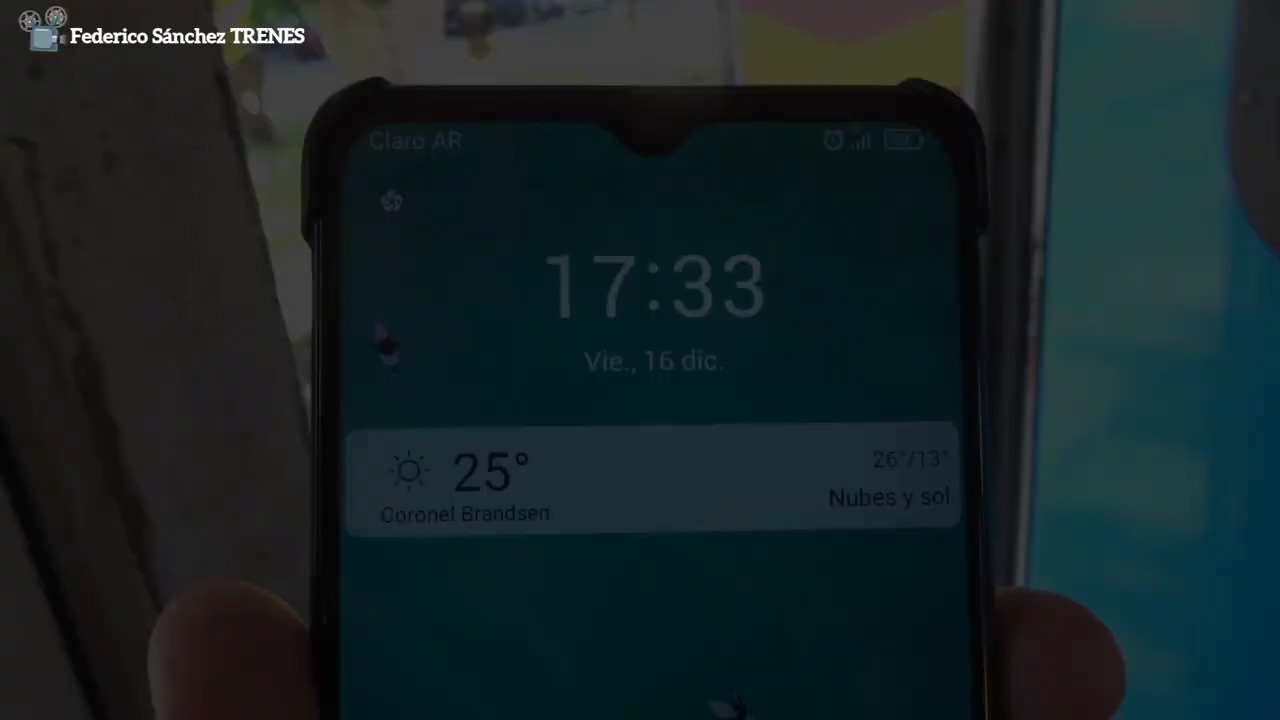 Federico Sánchez TRENES
Claro AR
17:33
Vie., 16 dic.
25°
26°/13°
Coronel Brandsen
Nubes y sol